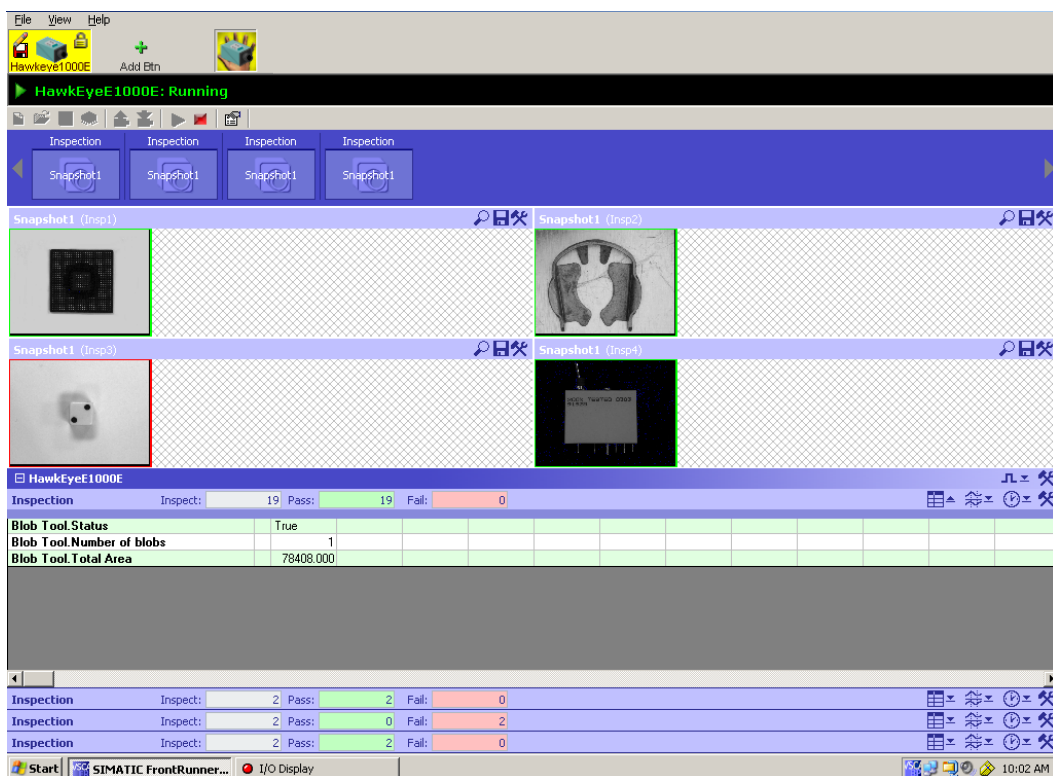 File View Help
Hawkeye1000E Add Btn
HawkEyeE1000E: Running
Inspection Inspection Inspection Inspection
Snapshot1 Snapshot1 Snapshot1 Snapshot1
Snapshot1 (Insp1) Snapshot1 (Insp2)
Snapshot1 (Insp3) Snapshot1 (Insp4)
HawkEyeE1000E
Inspection Inspect: 19 Pass: 19 Fail: 0
Blob Tool.Status True
Blob Tool.Number of blobs 1
Blob Tool.Total Area 78408.000
Inspection Inspect: 2 Pass: 2 Fail: 0
Inspection Inspect: 2 Pass: 0 Fail: 2
Inspection Inspect: 2 Pass: 2 Fail: 0
Start SIMATIC FrontRunner... I/O Display 10:02 AM